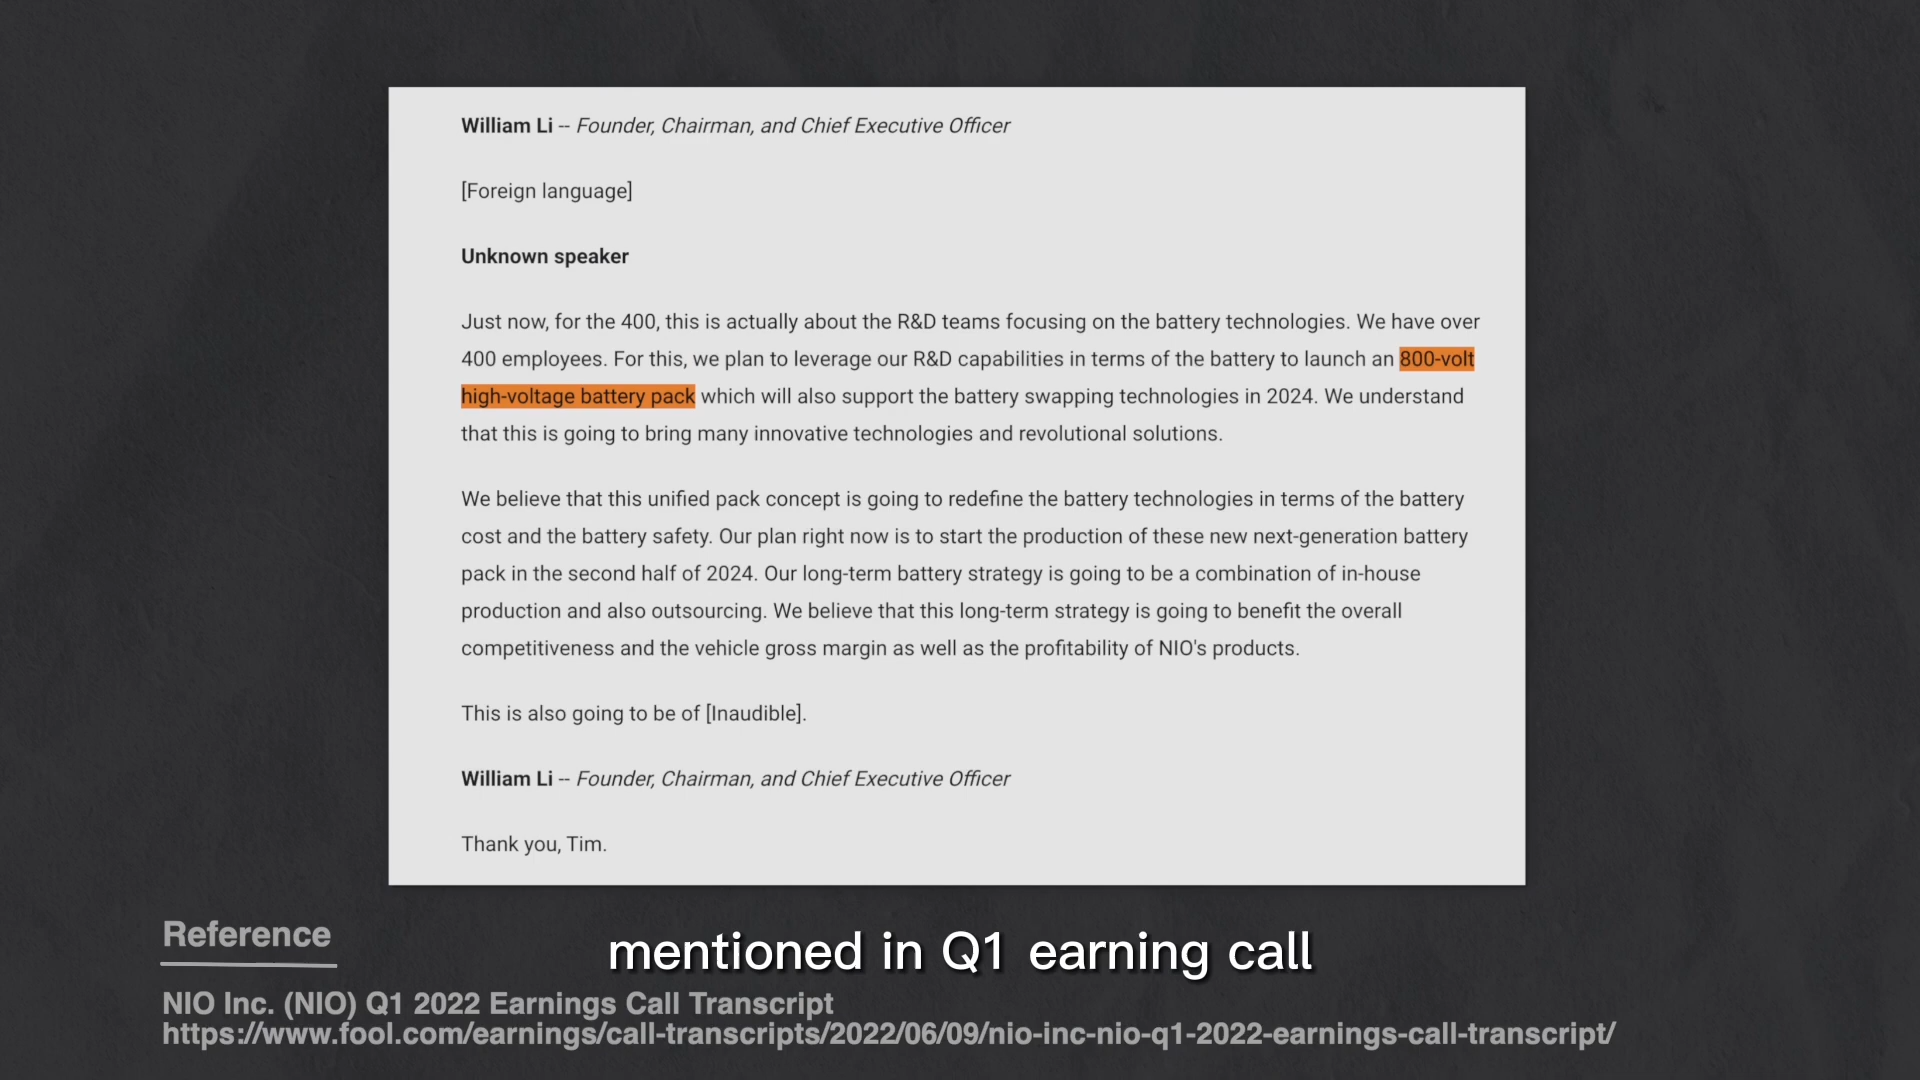 William Li -- Founder, Chairman, and Chief Executive Officer
[Foreign language]
Unknown speaker
Just now, for the 400, this is actually about the R&D teams focusing on the battery technologies. We have over
400 employees. For this, we plan to leverage our R&D capabilities in terms of the battery to launch an 800-volt
high-voltage battery pack which will also support the battery swapping technologies in 2024. We understand
that this is going to bring many innovative technologies and revolutional solutions.
We believe that this unified pack concept is going to redefine the battery technologies in terms of the battery
cost and the battery safety. Our plan right now is to start the production of these new next-generation battery
pack in the second half of 2024. Our long-term battery strategy is going to be a combination of in-house
production and also outsourcing. We believe that this long-term strategy is going to benefit the overall
competitiveness and the vehicle gross margin as well as the profitability of NIO's products.
This is also going to be of [Inaudible].
William Li -- Founder, Chairman, and Chief Executive Officer
Thank you, Tim.
Reference
mentioned in Q1 earning call
NIO Inc. (NIO) Q1 2022 Earnings Call Transcript
https://www.fool.com/earnings/call-transcripts/2022/06/09/nio-inc-nio-q1-2022-earnings-call-transcript/